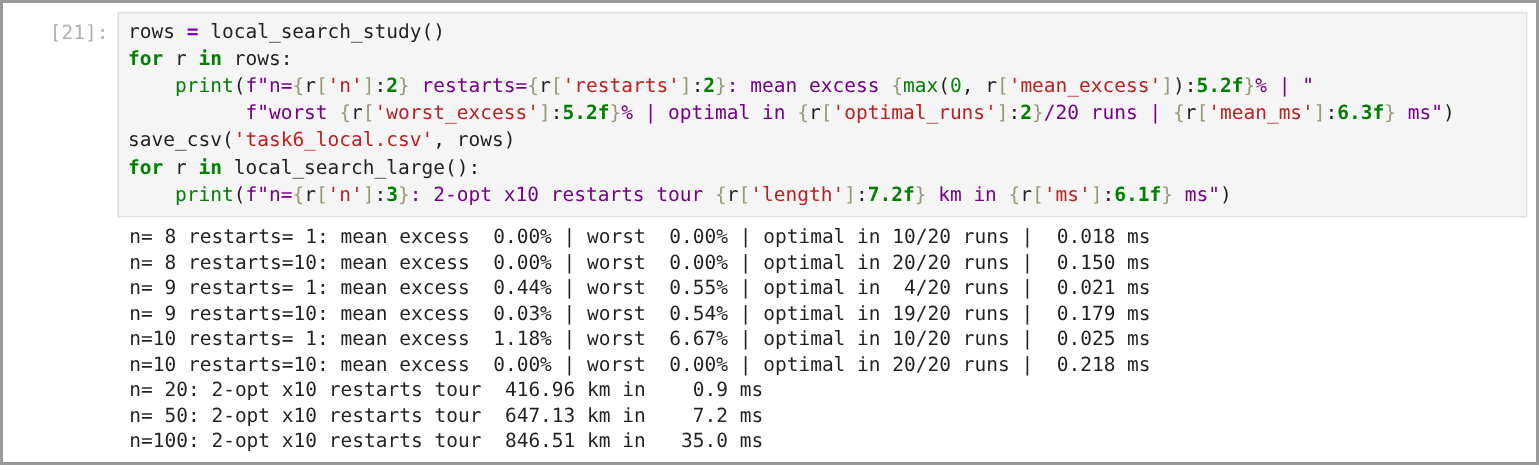 [21]: rows = local_search_study()
for r in rows:
    print(f"n={r['n']:2} restarts={r['restarts']:2}: mean excess {max(0, r['mean_excess']):5.2f}% | "
          f"worst {r['worst_excess']:5.2f}% | optimal in {r['optimal_runs']:2}/20 runs | {r['mean_ms']:6.3f} ms")
save_csv('task6_local.csv', rows)
for r in local_search_large():
    print(f"n={r['n']:3}: 2-opt x10 restarts tour {r['length']:7.2f} km in {r['ms']:6.1f} ms")
n= 8 restarts= 1: mean excess  0.00% | worst  0.00% | optimal in 10/20 runs |  0.018 ms
n= 8 restarts=10: mean excess  0.00% | worst  0.00% | optimal in 20/20 runs |  0.150 ms
n= 9 restarts= 1: mean excess  0.44% | worst  0.55% | optimal in  4/20 runs |  0.021 ms
n= 9 restarts=10: mean excess  0.03% | worst  0.54% | optimal in 19/20 runs |  0.179 ms
n=10 restarts= 1: mean excess  1.18% | worst  6.67% | optimal in 10/20 runs |  0.025 ms
n=10 restarts=10: mean excess  0.00% | worst  0.00% | optimal in 20/20 runs |  0.218 ms
n= 20: 2-opt x10 restarts tour  416.96 km in    0.9 ms
n= 50: 2-opt x10 restarts tour  647.13 km in    7.2 ms
n=100: 2-opt x10 restarts tour  846.51 km in   35.0 ms